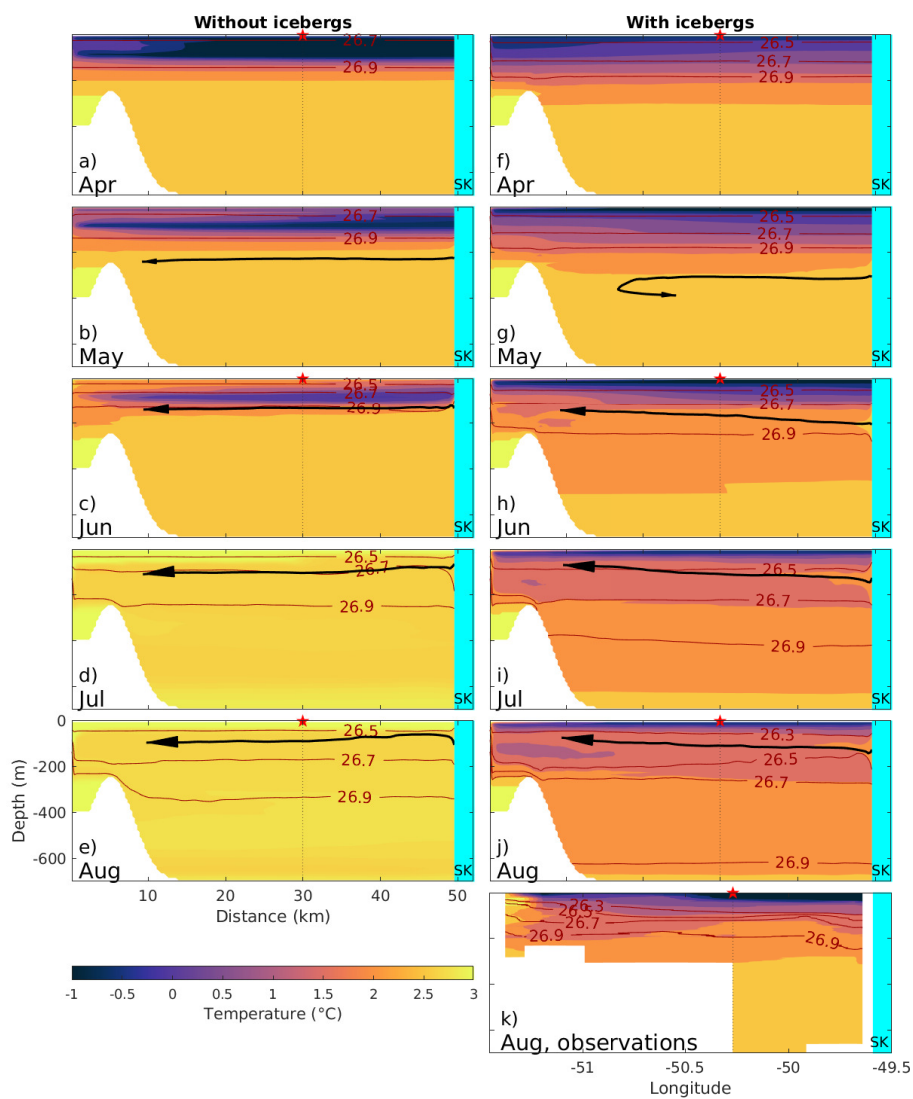 Without icebergs
With icebergs
26.7
26.9
a)
Apr
SK
26.5
26.7
26.9
f)
Apr
SK
26.7
26.9
b)
May
SK
26.5
26.7
26.9
g)
May
SK
26.5
26.7
26.9
c)
Jun
SK
26.5
26.7
26.9
h)
Jun
SK
26.5
26.7
26.9
d)
Jul
SK
26.5
26.7
26.9
i)
Jul
SK
0
-200
-400
-600
Depth (m)
26.5
26.7
26.9
e)
Aug
SK
10
20
30
40
50
Distance (km)
26.3
26.5
26.7
26.9
j)
Aug
SK
26.3
26.5
26.7
26.9
26.9
k)
Aug, observations
SK
-51
-50.5
-50
-49.5
Longitude
-1
-0.5
0
0.5
1
1.5
2
2.5
3
Temperature (°C)